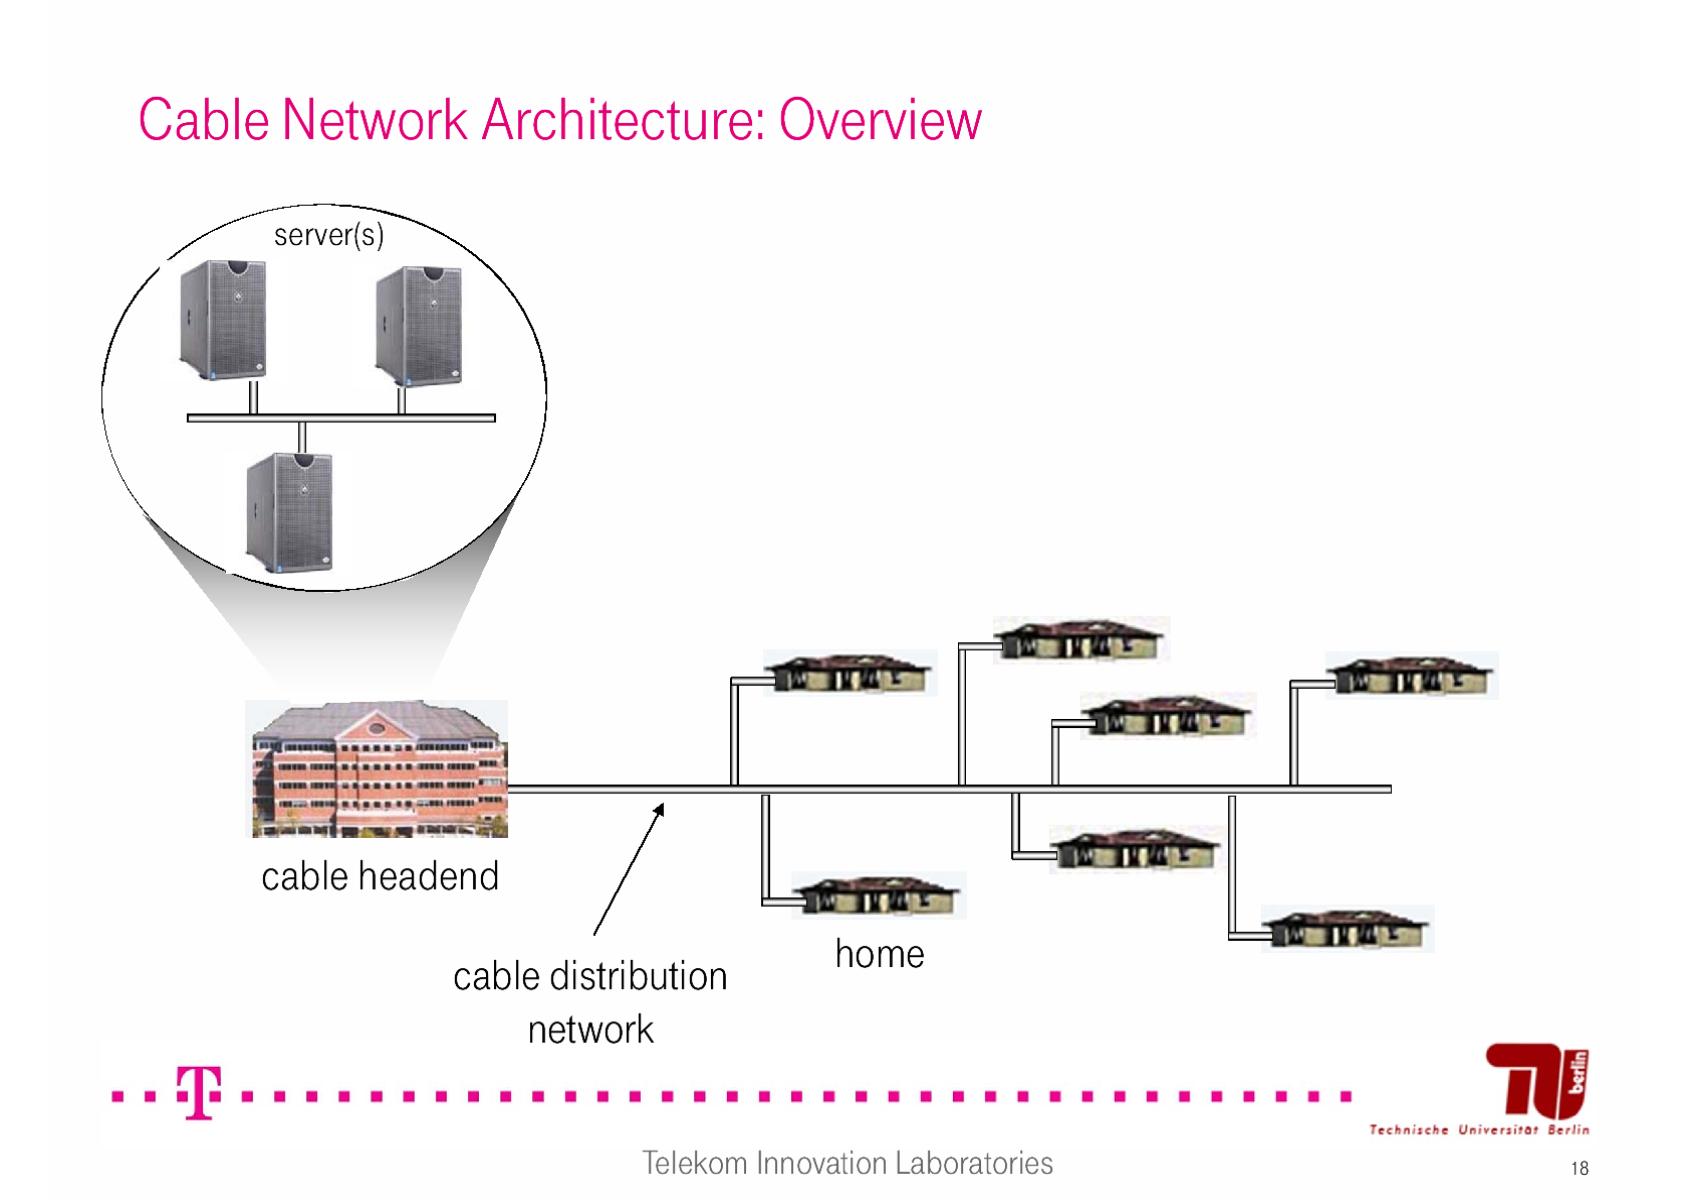 Cable Network Architecture: Overview
server(s)
cable headend
home
cable distribution
network
T
berlin
Technische Universität Berlin
Telekom Innovation Laboratories
18